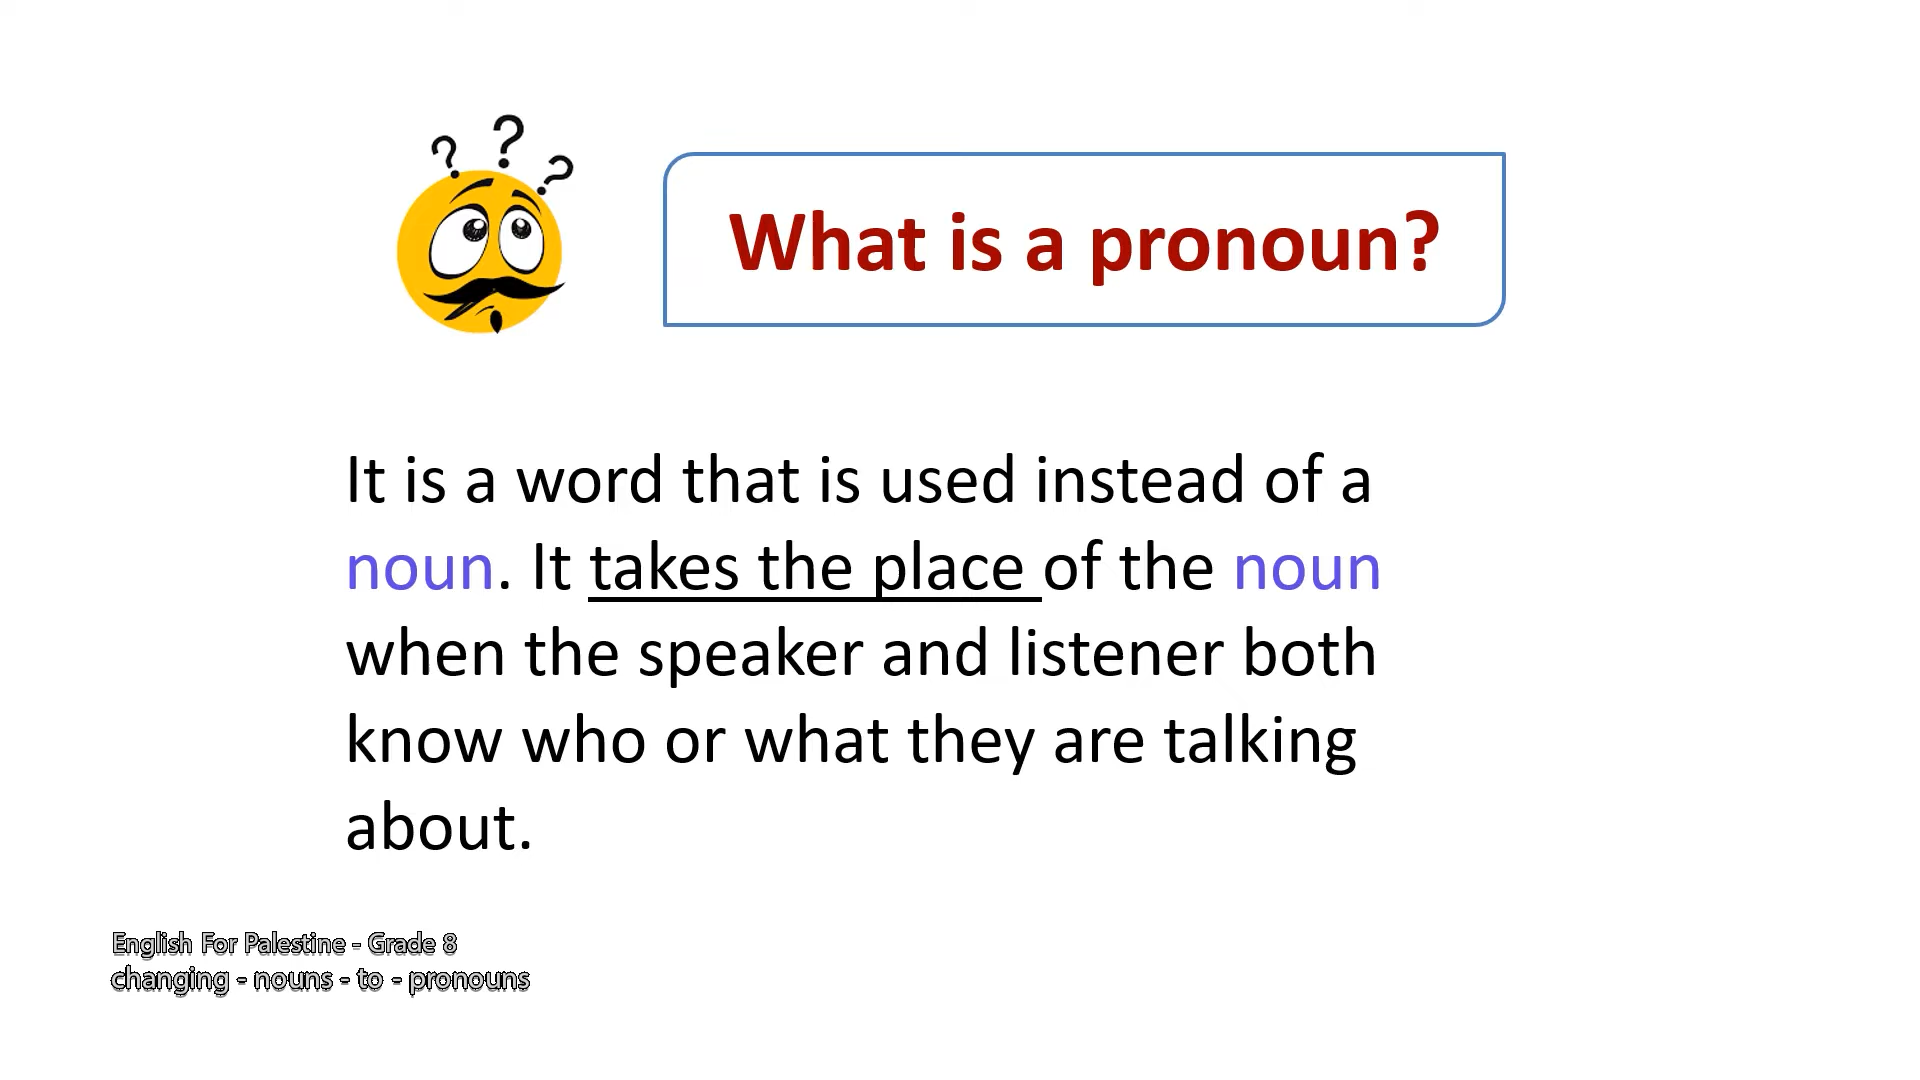 What is a pronoun?
It is a word that is used instead of a
noun. It takes the place of the noun
when the speaker and listener both
know who or what they are talking
about.
English For Palestine - Grade 8
changing - nouns - to - pronouns